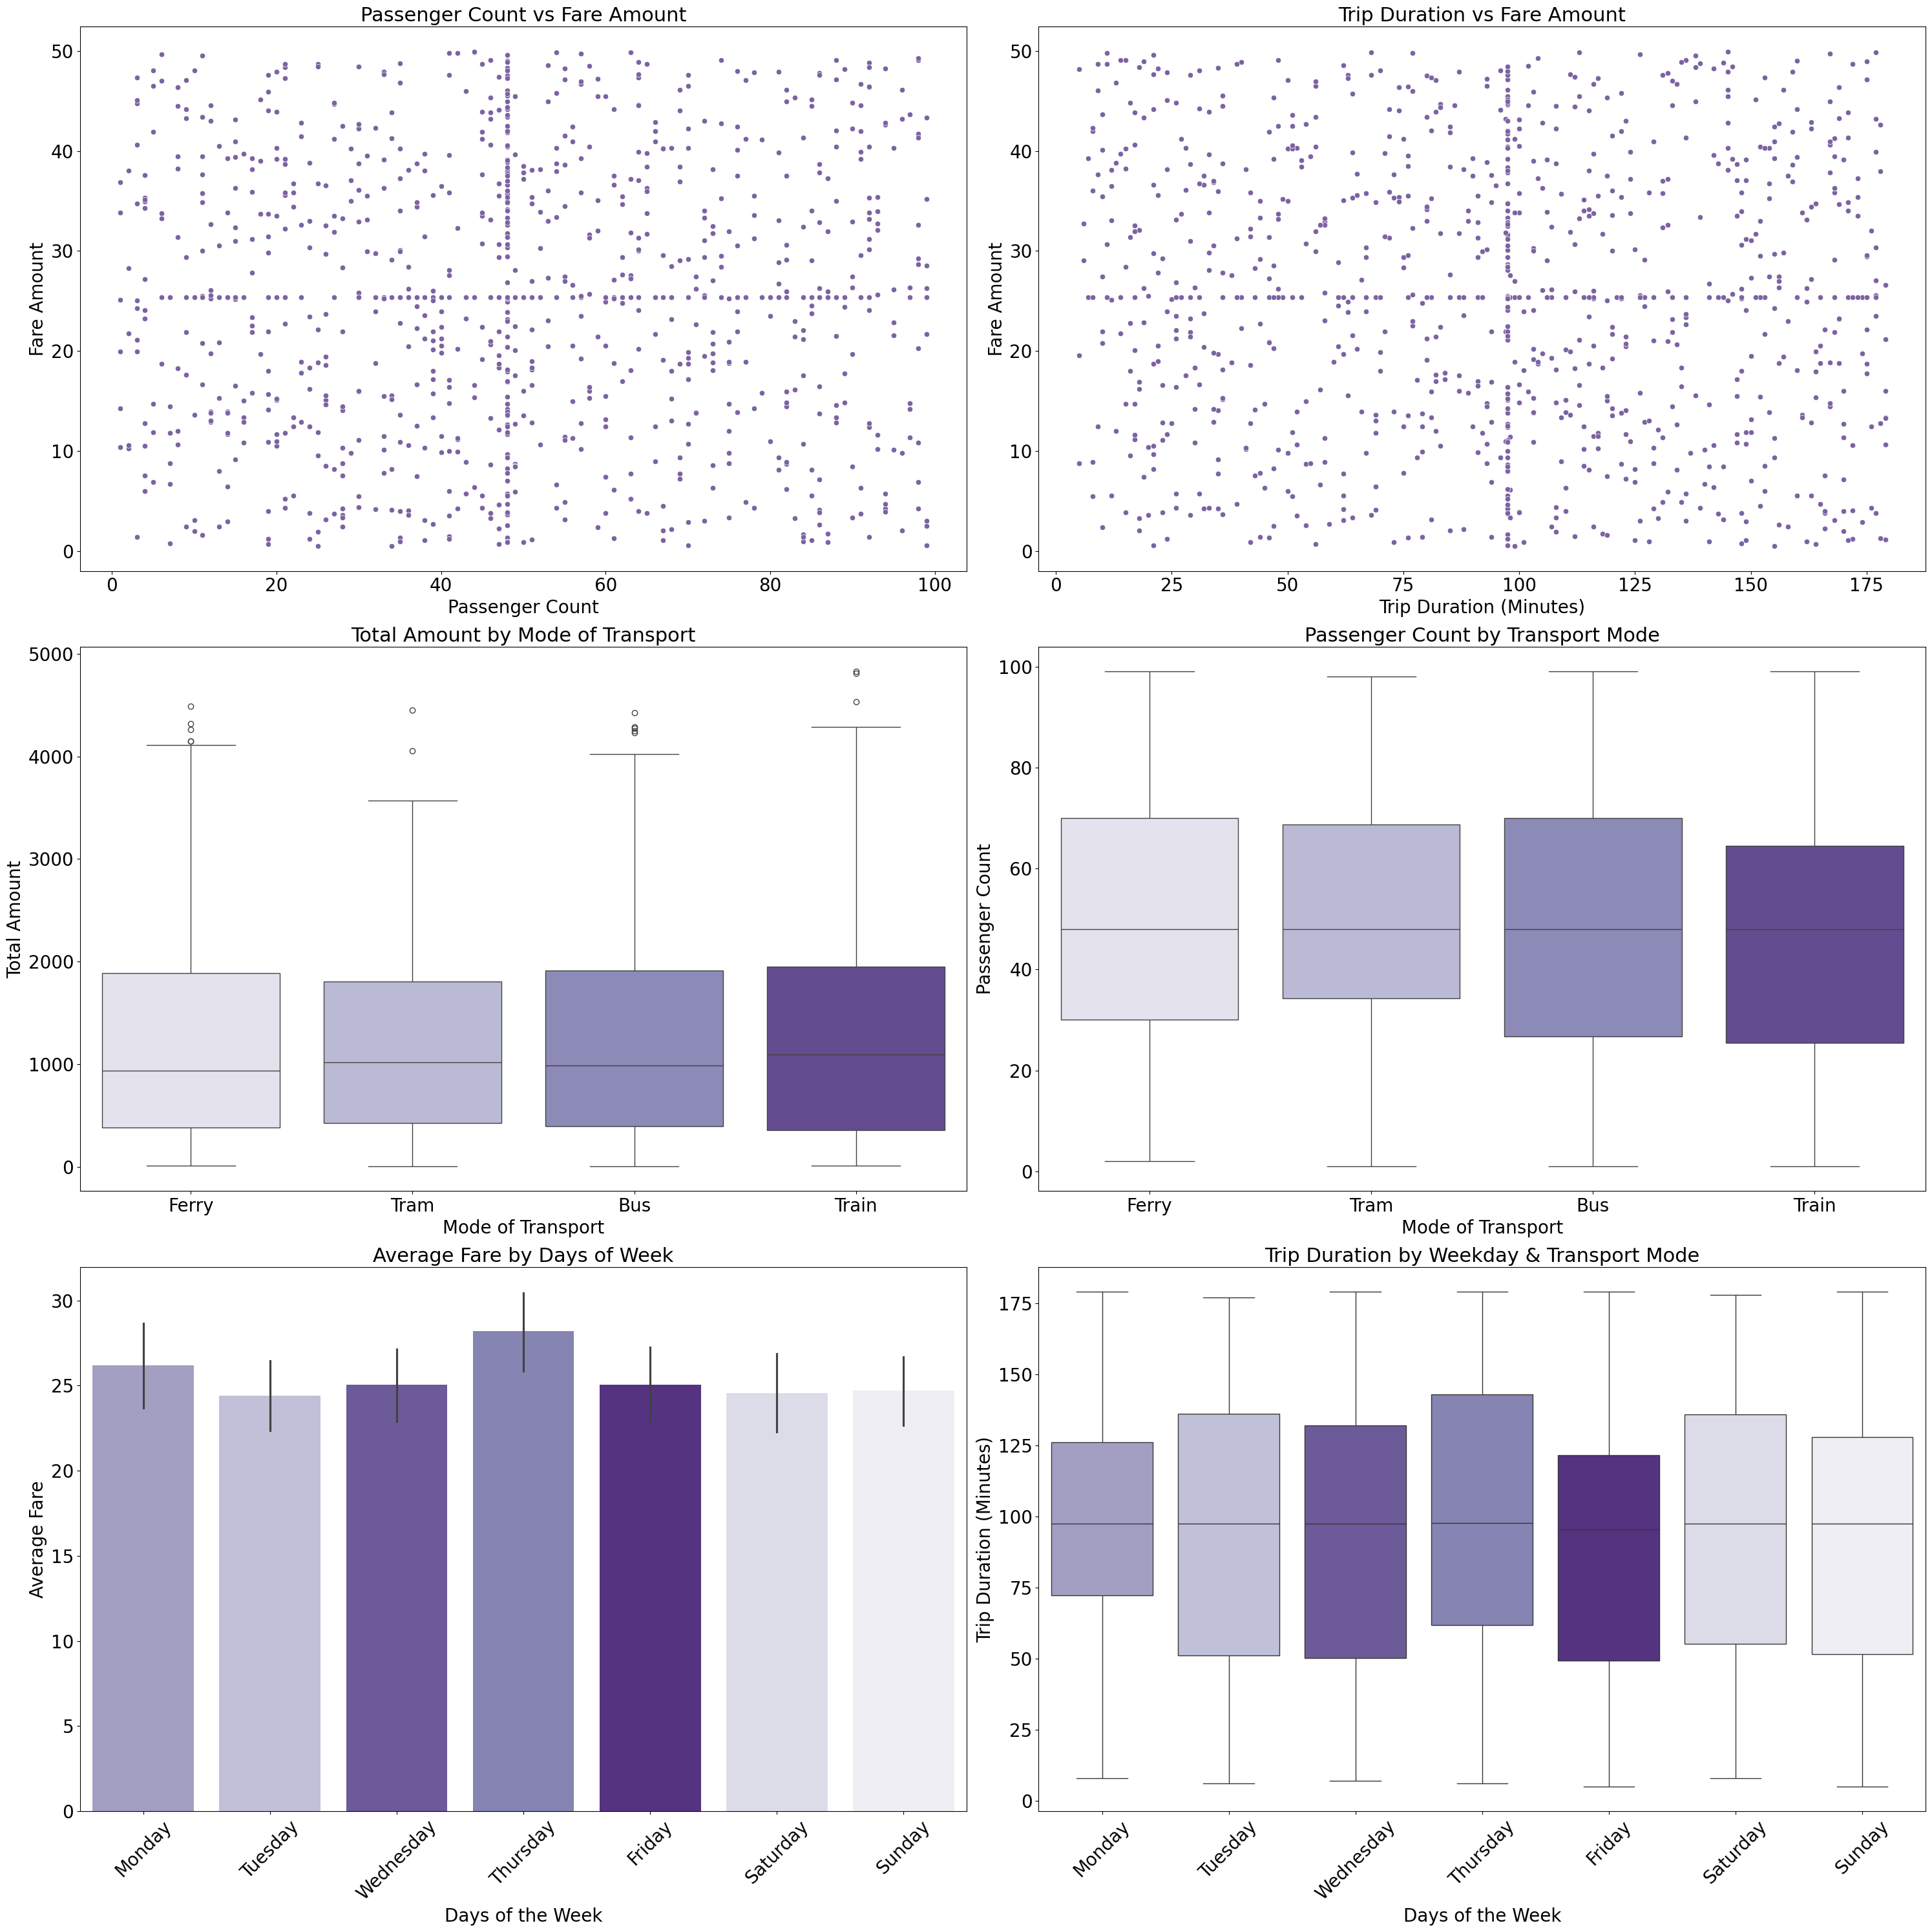 Passenger Count vs Fare Amount
Fare Amount
50
40
30
20
10
0
0 20 40 60 80 100
Passenger Count
Trip Duration vs Fare Amount
Fare Amount
50
40
30
20
10
0
0 25 50 75 100 125 150 175
Trip Duration (Minutes)
Total Amount by Mode of Transport
Total Amount
5000
4000
3000
2000
1000
0
Ferry Tram Bus Train
Mode of Transport
Passenger Count by Transport Mode
Passenger Count
100
80
60
40
20
0
Ferry Tram Bus Train
Mode of Transport
Average Fare by Days of Week
Average Fare
30
25
20
15
10
5
0
Monday Tuesday Wednesday Thursday Friday Saturday Sunday
Days of the Week
Trip Duration by Weekday & Transport Mode
Trip Duration (Minutes)
175
150
125
100
75
50
25
0
Monday Tuesday Wednesday Thursday Friday Saturday Sunday
Days of the Week